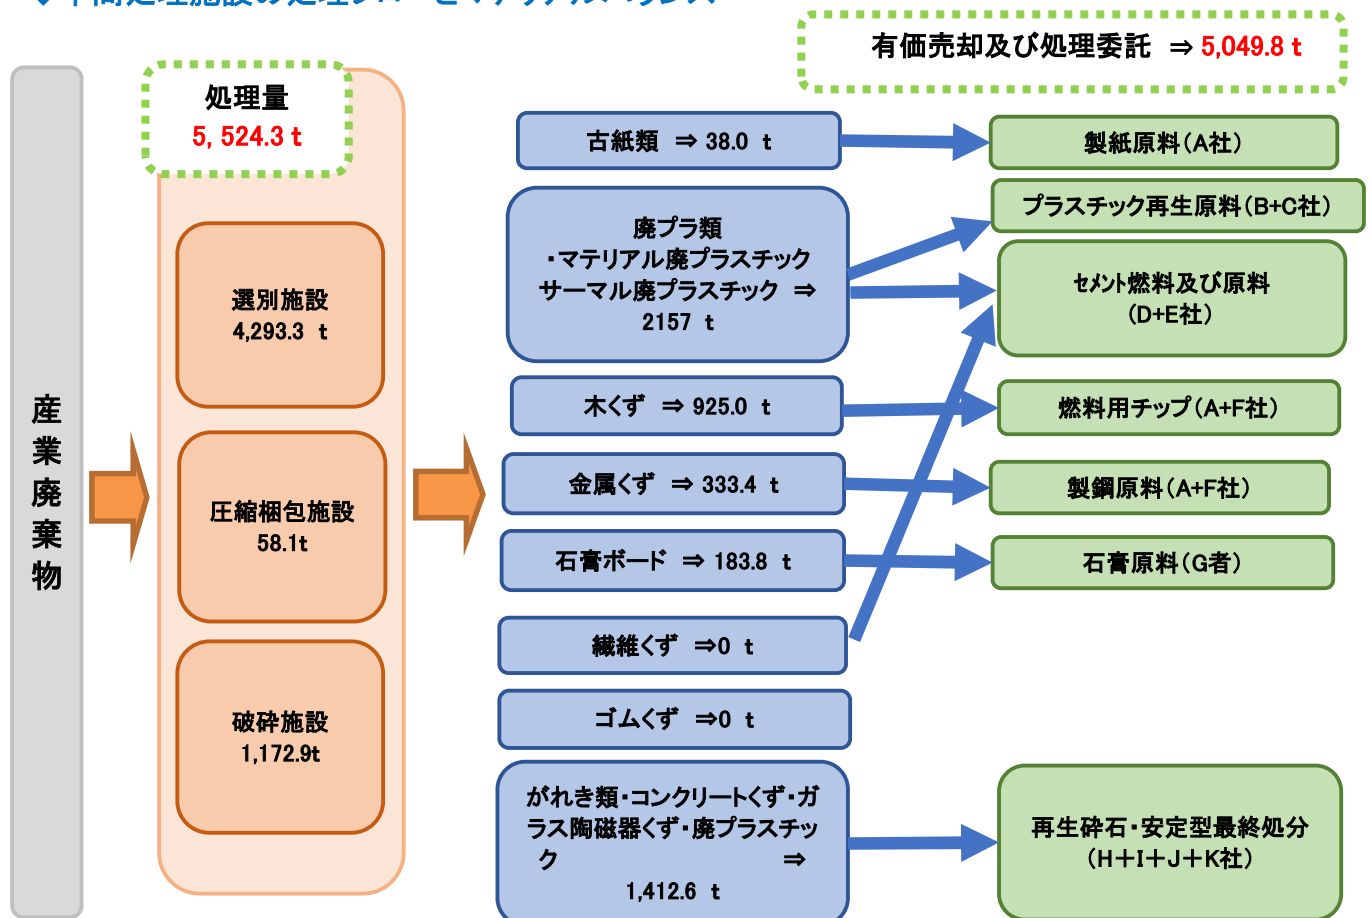 有価売却及び処理委託 ⇒ 5,049.8 t
処理量
5, 524.3 t
産業廃棄物
選別施設
4,293.3 t
圧縮梱包施設
58.1t
破砕施設
1,172.9t
古紙類 ⇒ 38.0 t
廃プラ類
・マテリアル廃プラスチック
サーマル廃プラスチック ⇒
2157 t
木くず ⇒ 925.0 t
金属くず ⇒ 333.4 t
石膏ボード ⇒ 183.8 t
繊維くず ⇒0 t
ゴムくず ⇒0 t
がれき類・コンクリートくず・ガ
ラス陶磁器くず・廃プラスチッ
ク ⇒
1,412.6 t
製紙原料(A社)
プラスチック再生原料(B+C社)
セメント燃料及び原料
(D+E社)
燃料用チップ(A+F社)
製鋼原料(A+F社)
石膏原料(G者)
再生砕石・安定型最終処分
(H+I+J+K社)